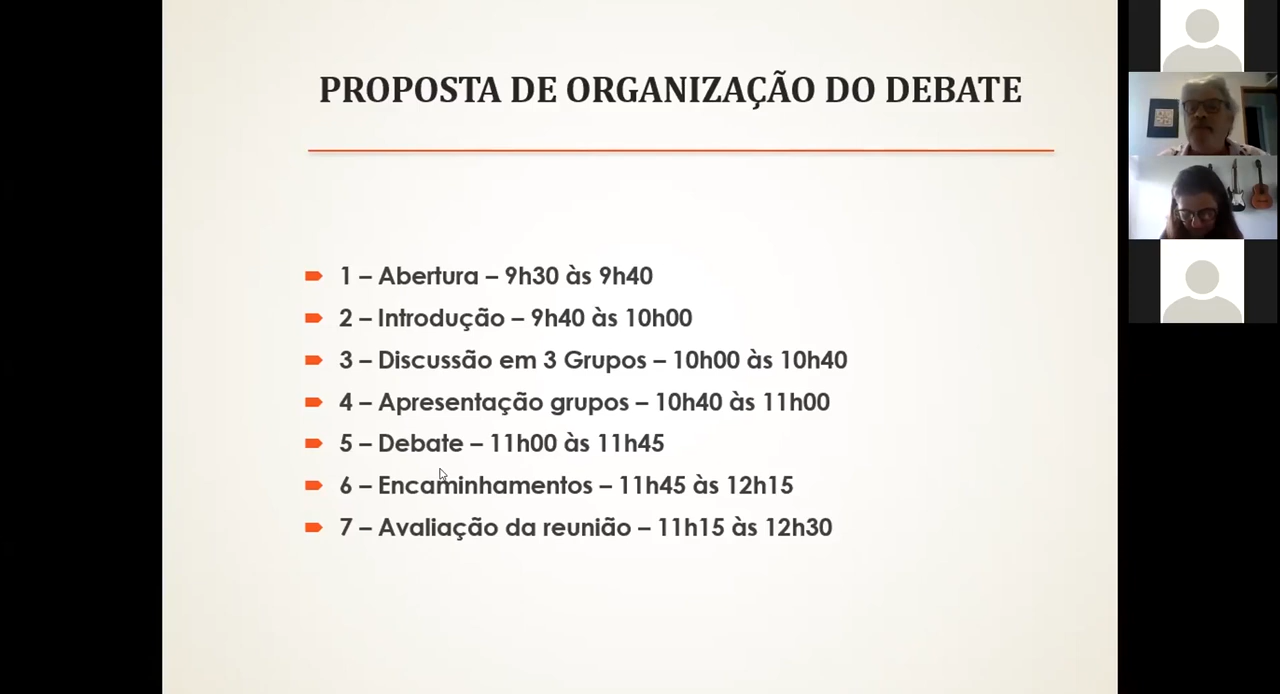 PROPOSTA DE ORGANIZAÇÃO DO DEBATE
1 – Abertura – 9h30 às 9h40
2 – Introdução – 9h40 às 10h00
3 – Discussão em 3 Grupos – 10h00 às 10h40
4 – Apresentação grupos – 10h40 às 11h00
5 – Debate – 11h00 às 11h45
6 – Encaminhamentos – 11h45 às 12h15
7 – Avaliação da reunião – 11h15 às 12h30